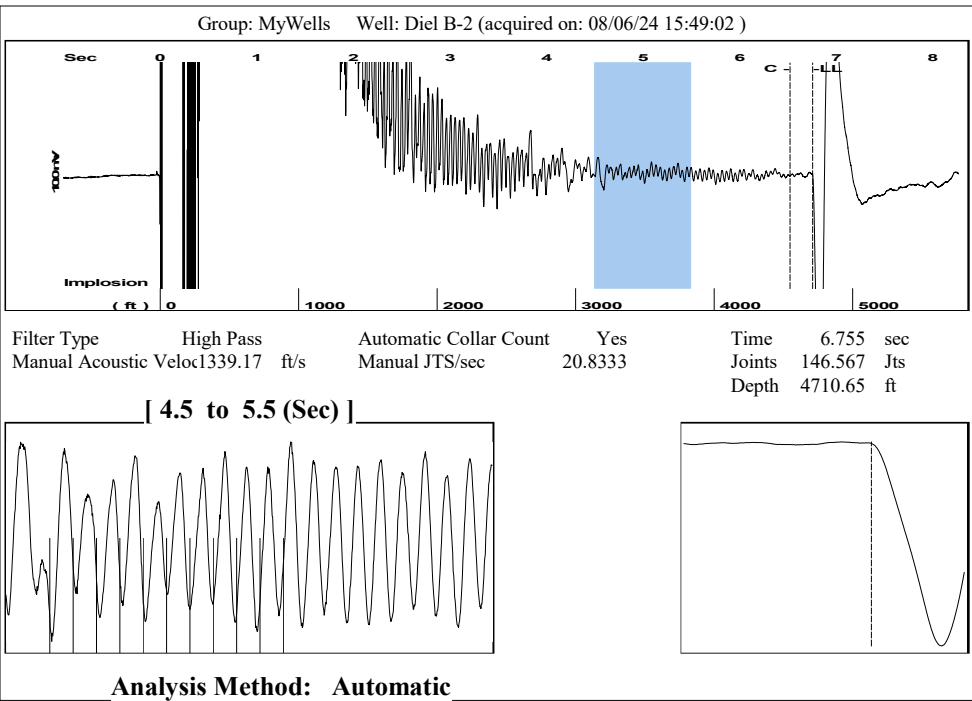 Group: MyWells Well: Diel B-2 (acquired on: 08/06/24 15:49:02 )
Sec 0 1 2 3 4 5 6 7 8
C - -LL
100mV
Implosion
( ft ) 0 1000 2000 3000 4000 5000
Filter Type High Pass Automatic Collar Count Yes Time 6.755 sec
Manual Acoustic Veloc1339.17 ft/s Manual JTS/sec 20.8333 Joints 146.567 Jts
Depth 4710.65 ft
[ 4.5 to 5.5 (Sec) ]
Analysis Method: Automatic